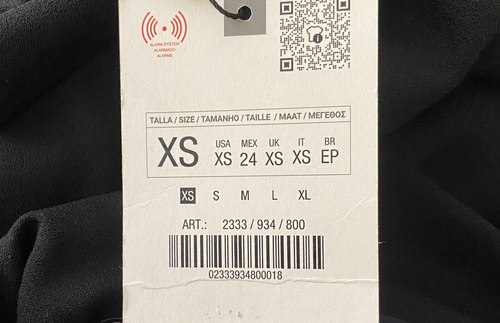 ALARM SYSTEM
ALARMADO
ALARME
TALLA / SIZE / TAMANHO / TAILLE / MAAT / ΜΕΓΕΘΟΣ
XS
USA MEX UK IT BR
XS 24 XS XS EP
XS S M L XL
ART.: 2333 / 934 / 800
02333934800018